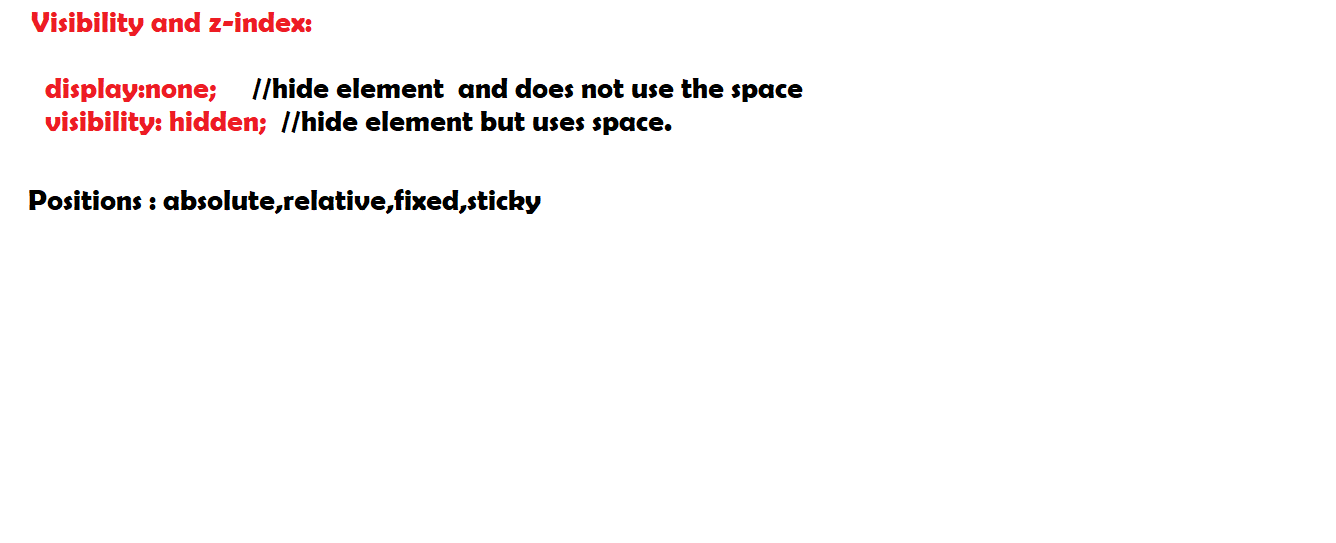 Visibility and z-index:
display:none; //hide element and does not use the space
visibility: hidden; //hide element but uses space.
Positions : absolute,relative,fixed,sticky